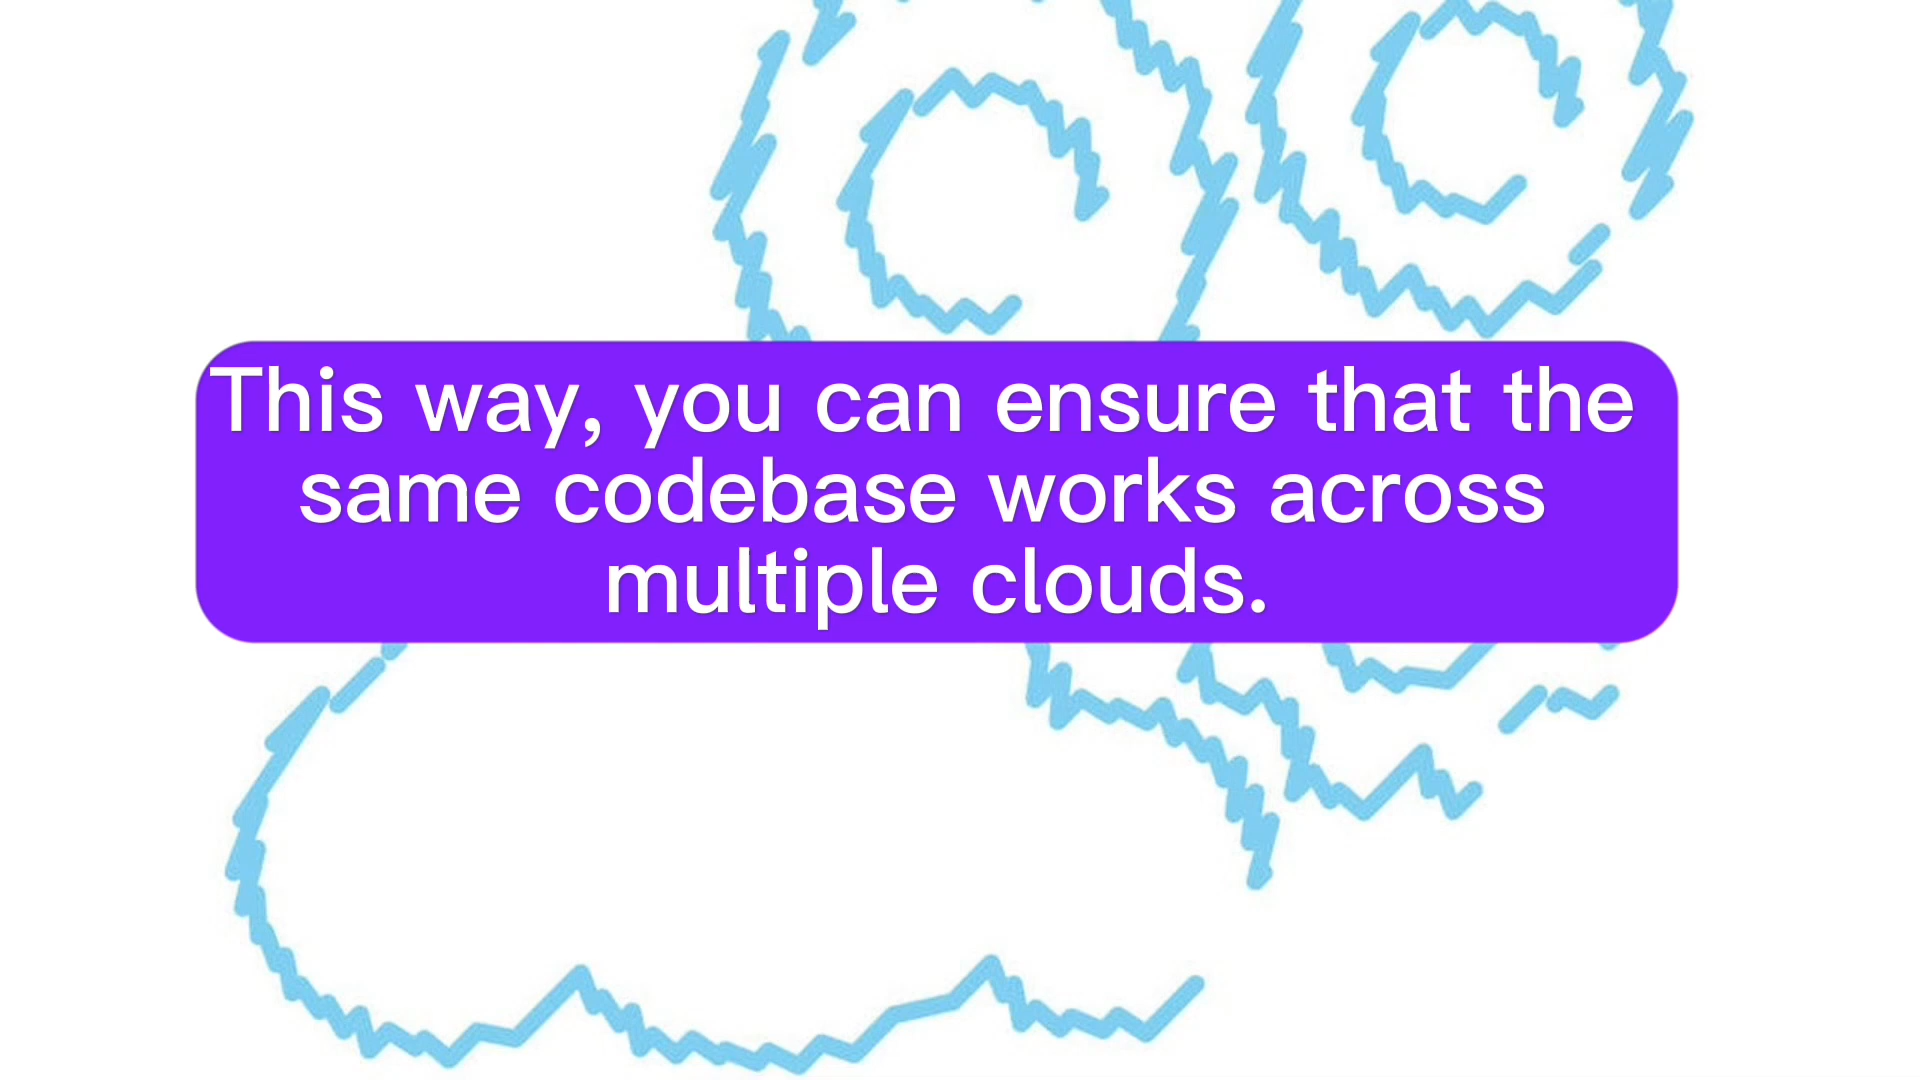 This way, you can ensure that the
same codebase works across
multiple clouds.